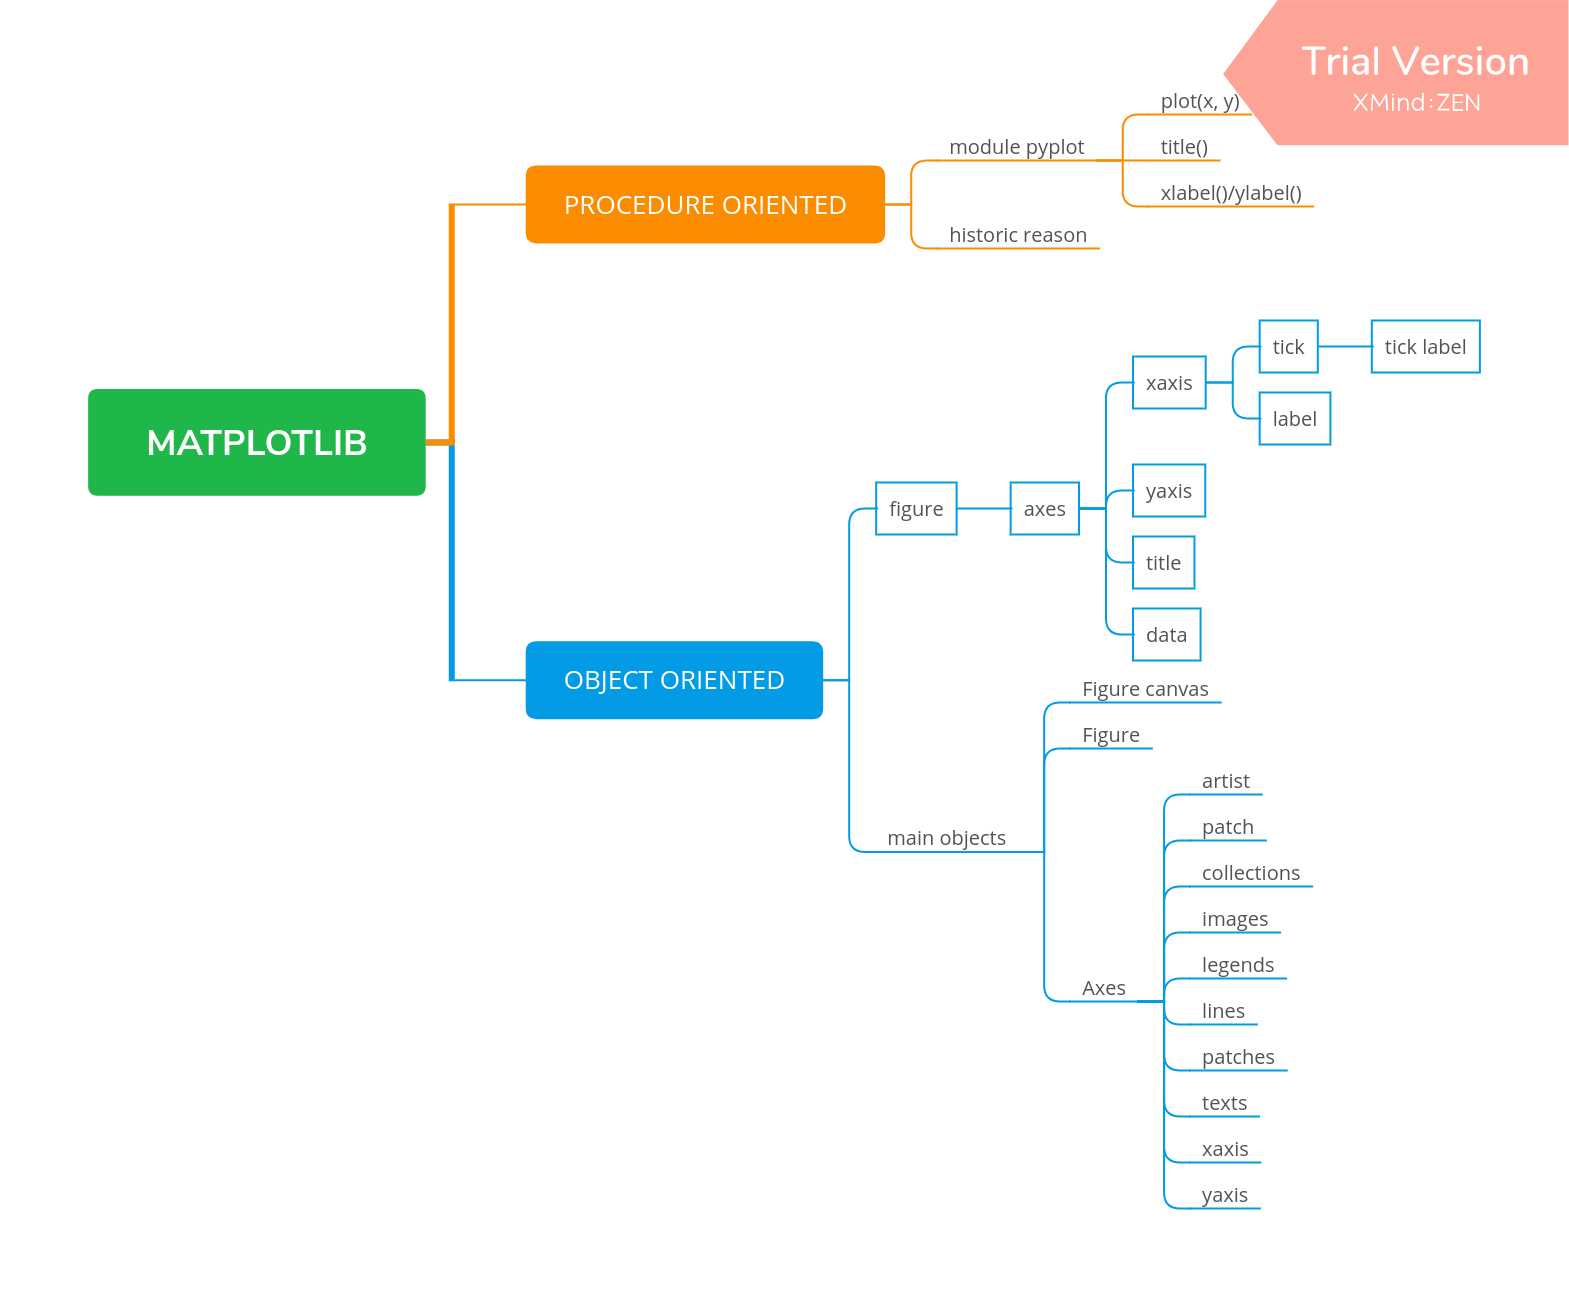 Trial Version
XMind:ZEN
plot(x, y)
module pyplot
title()
xlabel()/ylabel()
PROCEDURE ORIENTED
historic reason
MATPLOTLIB
tick
tick label
xaxis
label
figure
axes
yaxis
title
data
OBJECT ORIENTED
Figure canvas
Figure
main objects
artist
patch
collections
images
legends
Axes
lines
patches
texts
xaxis
yaxis